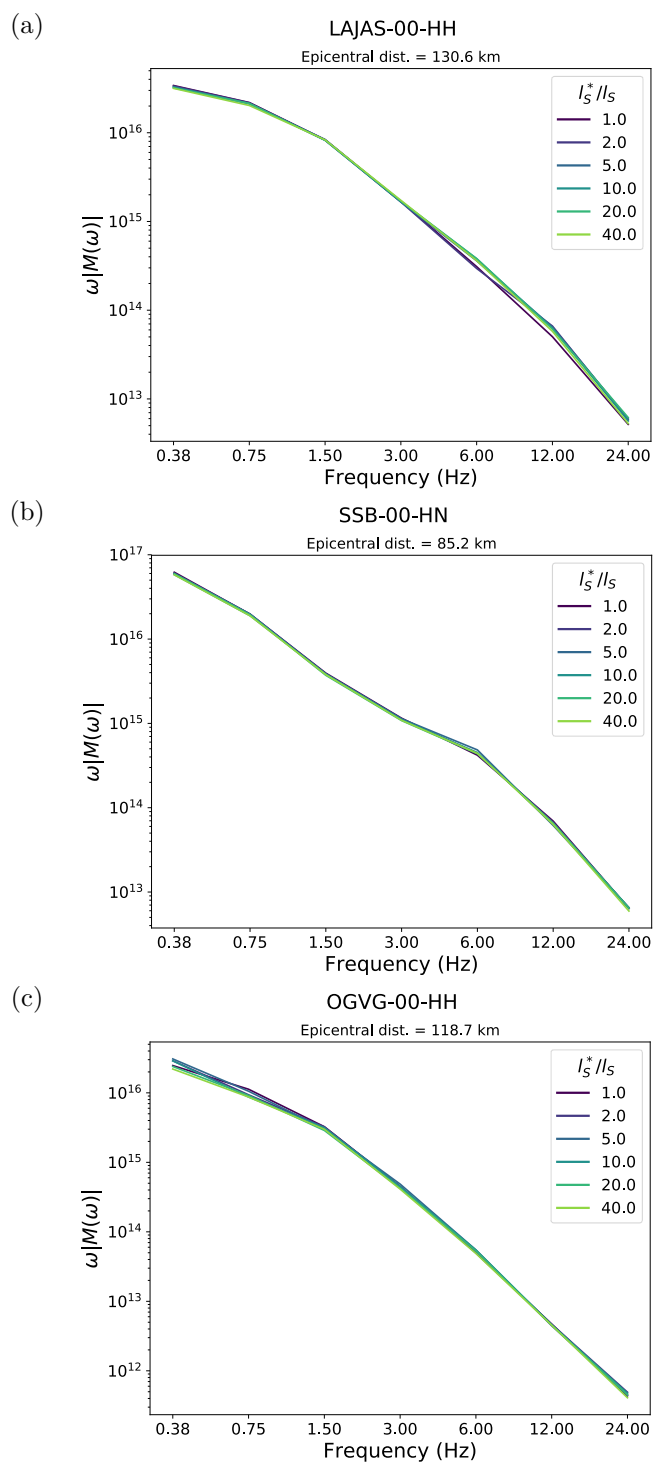 (a)
LAJAS-00-HH
Epicentral dist. = 130.6 km
l_S^*/l_S
1.0
2.0
5.0
10.0
20.0
40.0
10^16
10^15
10^14
10^13
ω|M(ω)|
0.38 0.75 1.50 3.00 6.00 12.00 24.00
Frequency (Hz)
(b)
SSB-00-HN
Epicentral dist. = 85.2 km
l_S^*/l_S
1.0
2.0
5.0
10.0
20.0
40.0
10^17
10^16
10^15
10^14
10^13
ω|M(ω)|
0.38 0.75 1.50 3.00 6.00 12.00 24.00
Frequency (Hz)
(c)
OGVG-00-HH
Epicentral dist. = 118.7 km
l_S^*/l_S
1.0
2.0
5.0
10.0
20.0
40.0
10^16
10^15
10^14
10^13
10^12
ω|M(ω)|
0.38 0.75 1.50 3.00 6.00 12.00 24.00
Frequency (Hz)